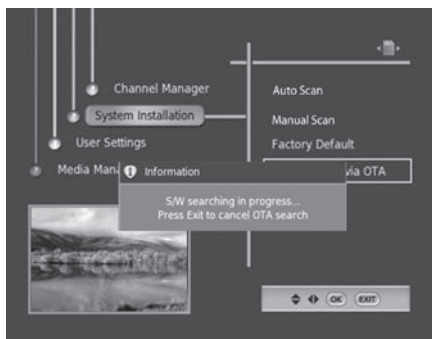 Channel Manager
System Installation
User Settings
Media Man
Auto Scan
Manual Scan
Factory Default
via OTA
Information
S/W searching in progress...
Press Exit to cancel OTA search
OK EXIT